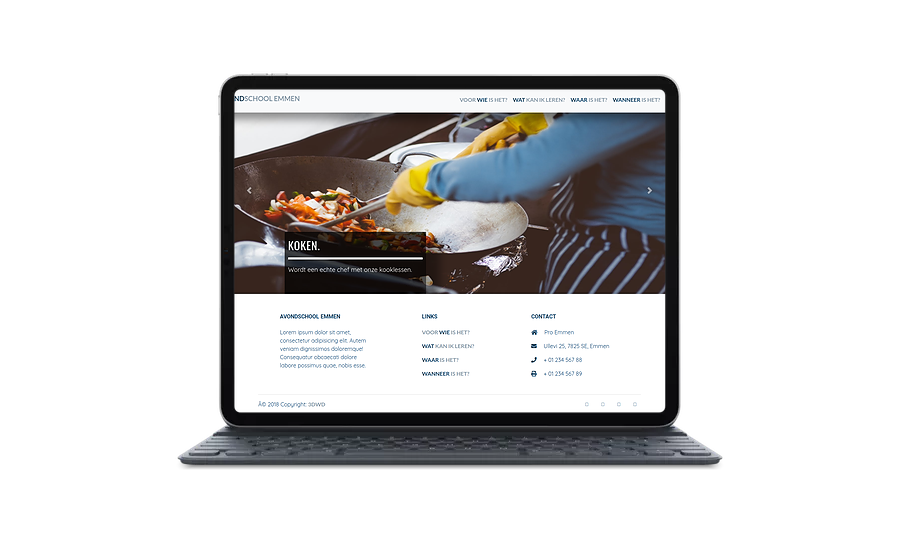 NDSCHOOL EMMEN
VOOR WIE IS HET? WAT KAN IK LEREN? WAAR IS HET? WANNEER IS HET?
KOKEN.
Wordt een echte chef met onze kooklessen.
AVONDSCHOOL EMMEN
Lorem ipsum dolor sit amet,
consectetur adipisicing elit. Autem
veniam dignissimos doloremque!
Consequatur obcaecati dolore
labore possimus quae, nobis esse.
LINKS
VOOR WIE IS HET?
WAT KAN IK LEREN?
WAAR IS HET?
WANNEER IS HET?
CONTACT
Pro Emmen
Ullevi 25, 7825 SE, Emmen
+ 01 234 567 88
+ 01 234 567 89
Â© 2018 Copyright: 3DWD